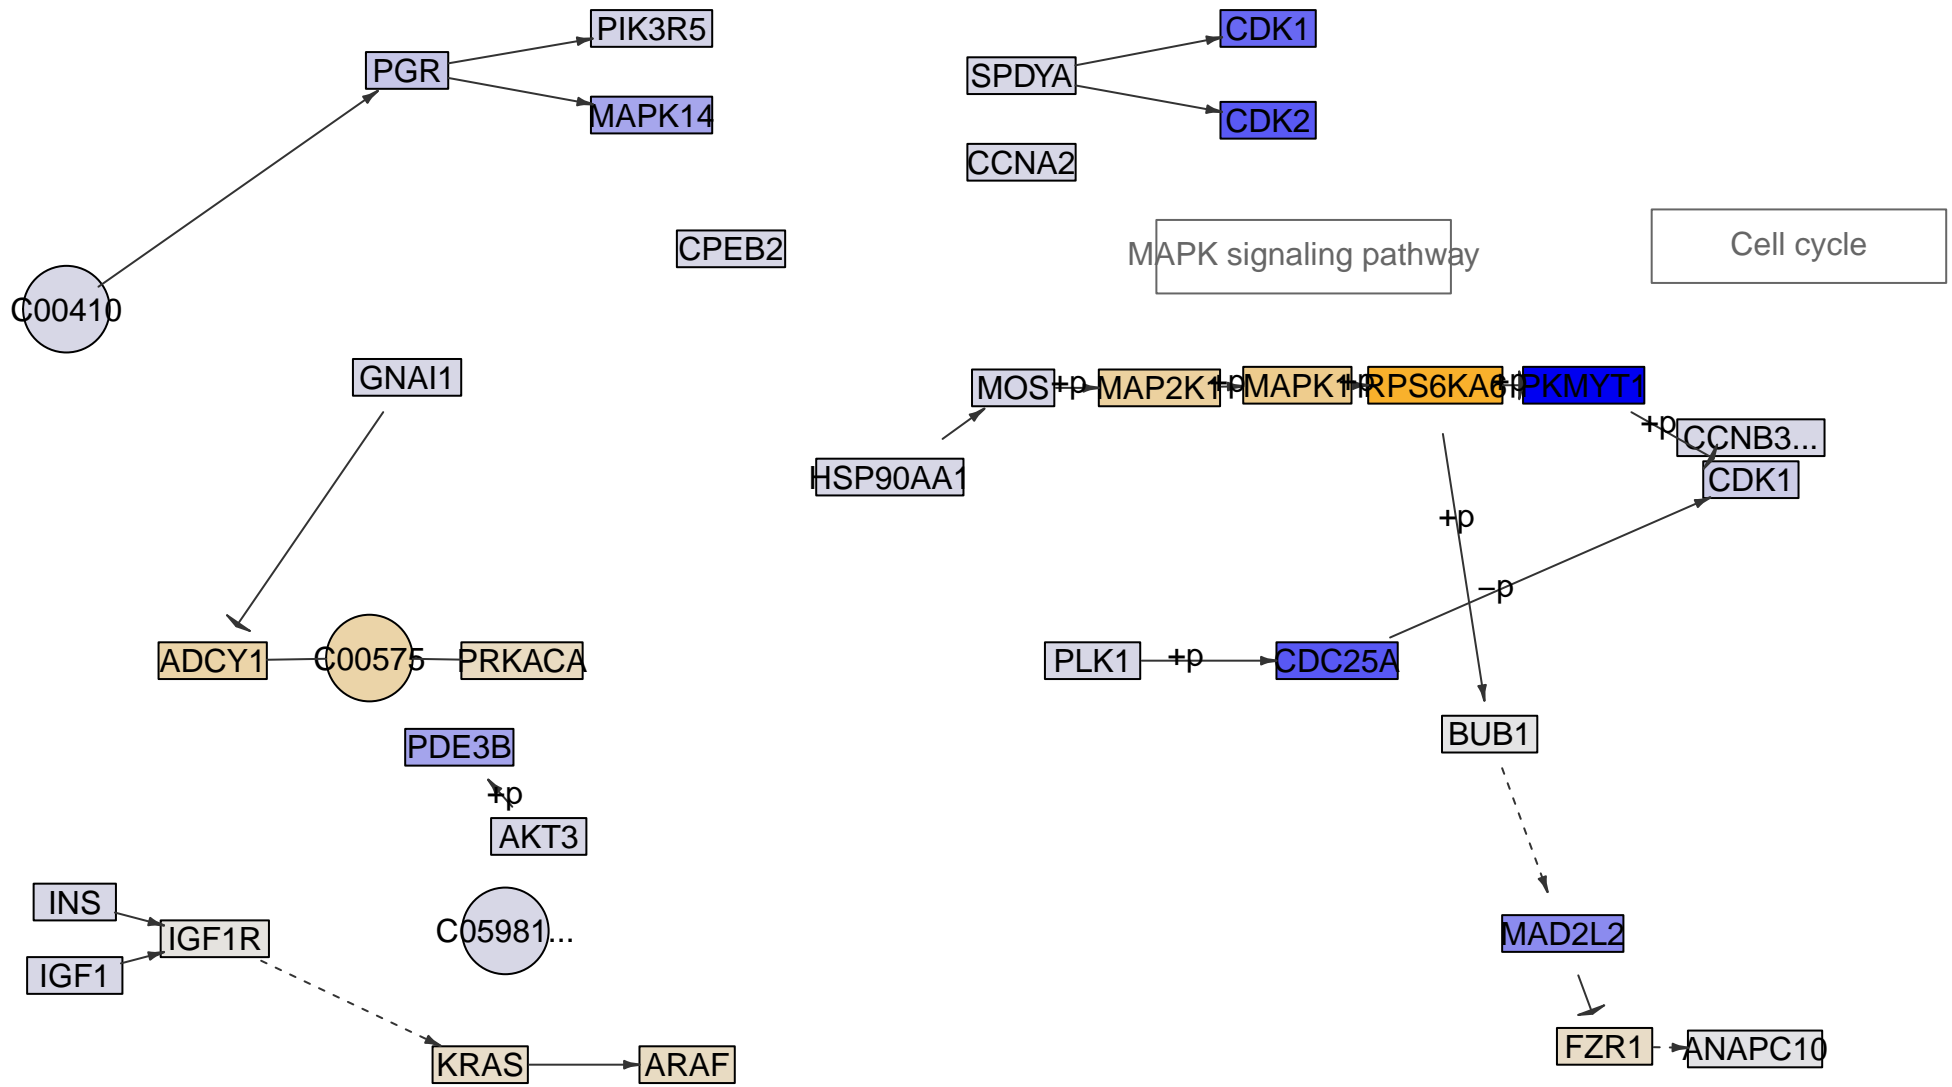 PIK3R5
CDK1
PGR
SPDYA
MAPK14
CDK2
CCNA2
CPEB2
MAPK signaling pathway
Cell cycle
C00410
GNAI1
MOS
+p
MAP2K1
+p
MAPK1
+p
RPS6KA6
+p
PKMYT1
+p
CCNB3...
HSP90AA1
CDK1
+p
−p
ADCY1
C00575
PRKACA
PLK1
+p
CDC25A
BUB1
PDE3B
+p
AKT3
INS
IGF1R
C05981...
MAD2L2
IGF1
KRAS
ARAF
FZR1
ANAPC10